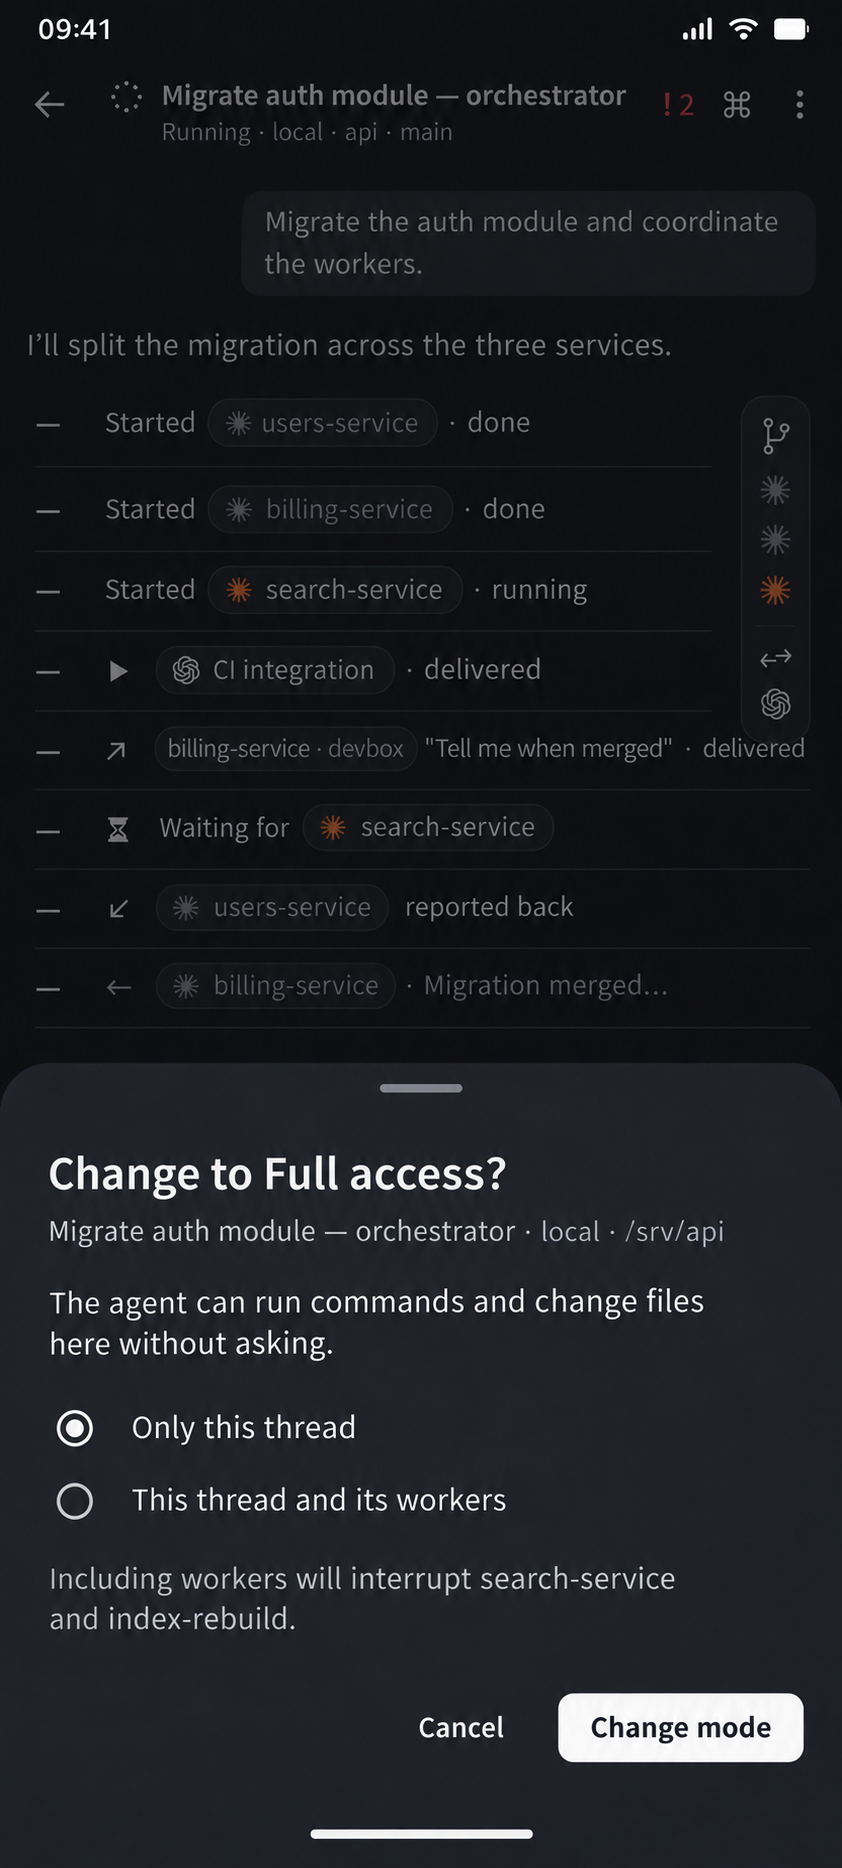 09:41
Migrate auth module — orchestrator
! 2
Running · local · api · main
Migrate the auth module and coordinate
the workers.
I’ll split the migration across the three services.
— Started users-service · done
— Started billing-service · done
— Started search-service · running
— CI integration · delivered
— billing-service · devbox "Tell me when merged" · delivered
— Waiting for search-service
— users-service reported back
— billing-service · Migration merged…
Change to Full access?
Migrate auth module — orchestrator · local · /srv/api
The agent can run commands and change files
here without asking.
Only this thread
This thread and its workers
Including workers will interrupt search-service
and index-rebuild.
Cancel
Change mode